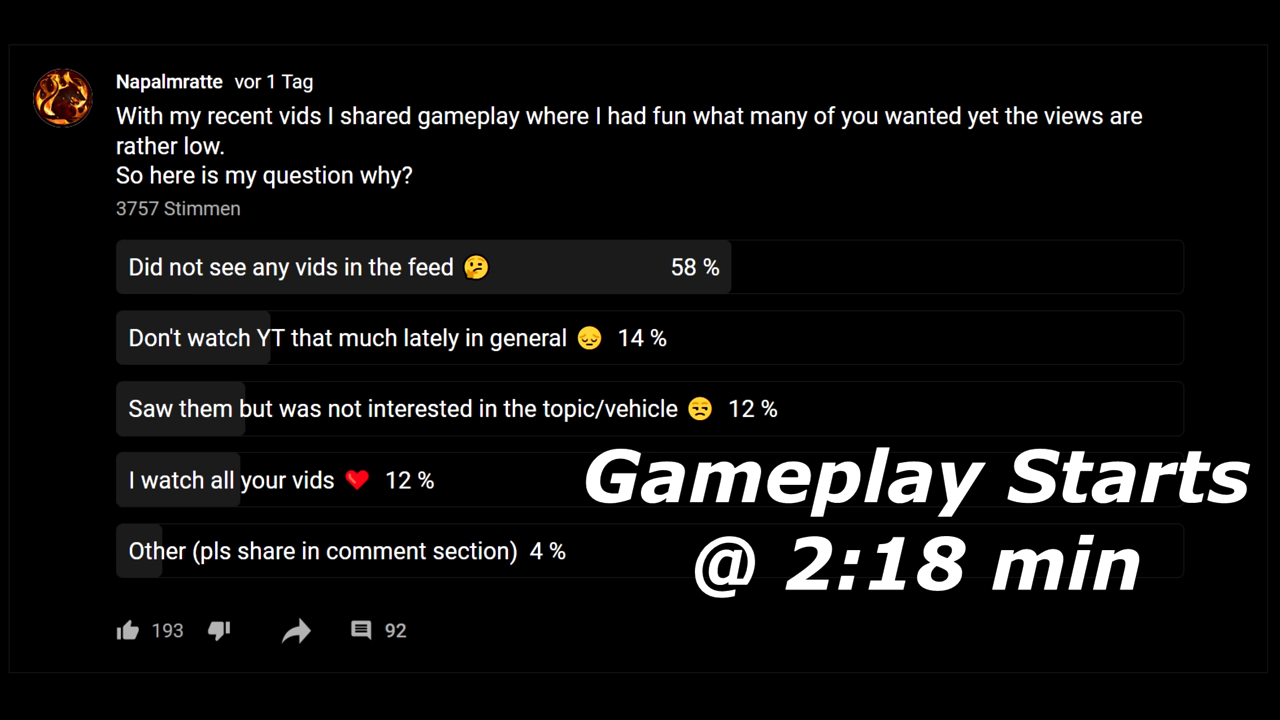 Napalmratte vor 1 Tag
With my recent vids I shared gameplay where I had fun what many of you wanted yet the views are
rather low.
So here is my question why?
3757 Stimmen
Did not see any vids in the feed 🤔 58 %
Don't watch YT that much lately in general 😔 14 %
Saw them but was not interested in the topic/vehicle 😒 12 %
I watch all your vids ❤️ 12 %
Other (pls share in comment section) 4 %
Gameplay Starts
@ 2:18 min
193 92